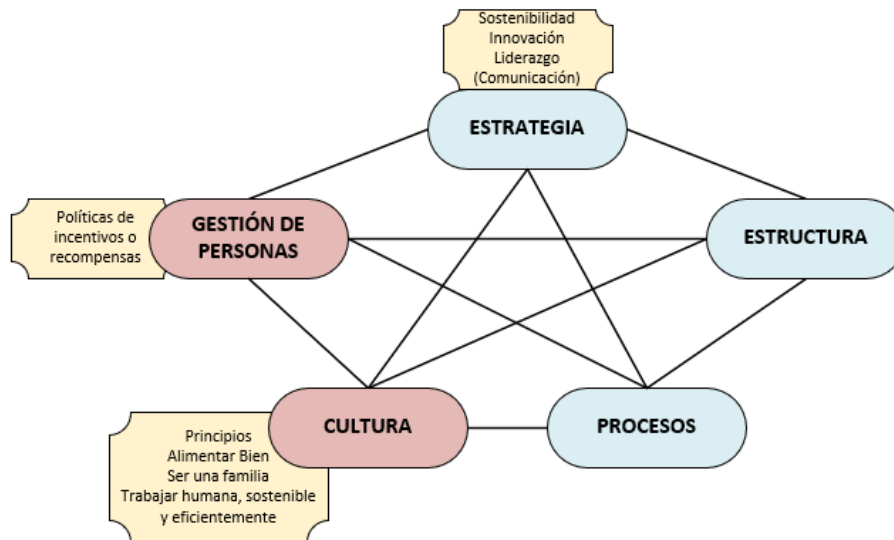 Sostenibilidad
Innovación
Liderazgo
(Comunicación)
ESTRATEGIA
Políticas de
incentivos o
recompensas
GESTIÓN DE
PERSONAS
ESTRUCTURA
CULTURA
PROCESOS
Principios
Alimentar Bien
Ser una familia
Trabajar humana, sostenible
y eficientemente